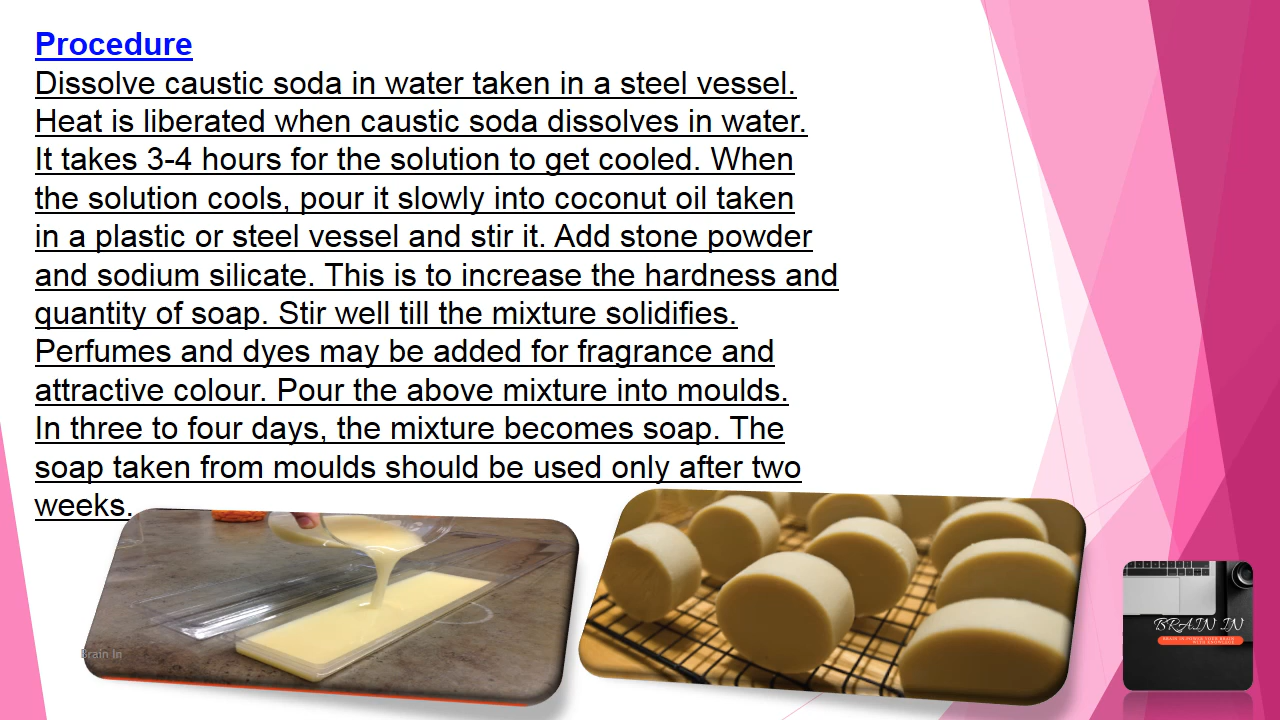 Procedure
Dissolve caustic soda in water taken in a steel vessel.
Heat is liberated when caustic soda dissolves in water.
It takes 3-4 hours for the solution to get cooled. When
the solution cools, pour it slowly into coconut oil taken
in a plastic or steel vessel and stir it. Add stone powder
and sodium silicate. This is to increase the hardness and
quantity of soap. Stir well till the mixture solidifies.
Perfumes and dyes may be added for fragrance and
attractive colour. Pour the above mixture into moulds.
In three to four days, the mixture becomes soap. The
soap taken from moulds should be used only after two
weeks.
Brain In
BRAIN IN